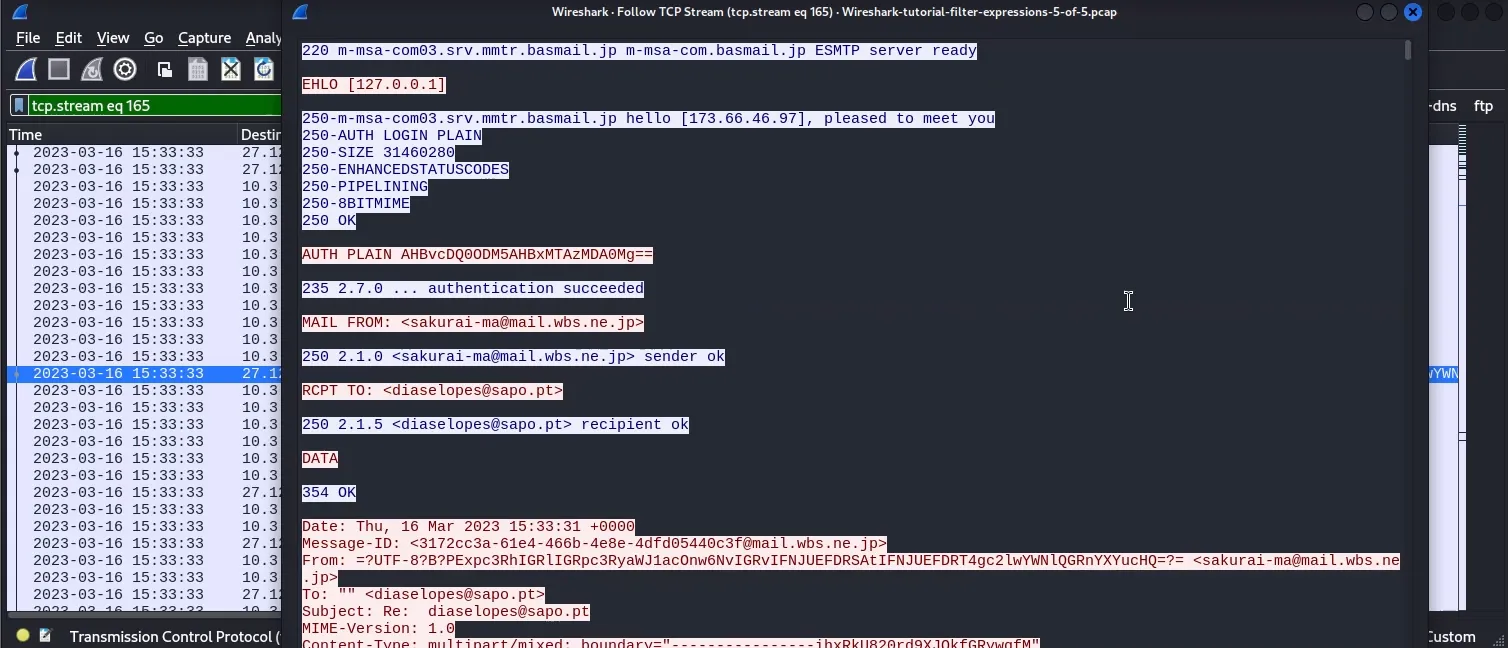 Wireshark · Follow TCP Stream (tcp.stream eq 165) · Wireshark-tutorial-filter-expressions-5-of-5.pcap
File Edit View Go Capture Analy
tcp.stream eq 165
-dns ftp
Time Destin
2023-03-16 15:33:33 27.12
2023-03-16 15:33:33 27.12
2023-03-16 15:33:33 10.3
2023-03-16 15:33:33 10.3
2023-03-16 15:33:33 10.3
2023-03-16 15:33:33 10.3
2023-03-16 15:33:33 10.3
2023-03-16 15:33:33 10.3
2023-03-16 15:33:33 10.3
2023-03-16 15:33:33 10.3
2023-03-16 15:33:33 10.3
2023-03-16 15:33:33 10.3
2023-03-16 15:33:33 10.3
2023-03-16 15:33:33 27.12
2023-03-16 15:33:33 10.3
2023-03-16 15:33:33 10.3
2023-03-16 15:33:33 10.3
2023-03-16 15:33:33 10.3
2023-03-16 15:33:33 10.3
2023-03-16 15:33:33 10.3
2023-03-16 15:33:33 27.12
2023-03-16 15:33:33 10.3
2023-03-16 15:33:33 10.3
2023-03-16 15:33:33 27.12
2023-03-16 15:33:33 10.3
2023-03-16 15:33:33 10.3
2023-03-16 15:33:33 27.12
2023-03-16 15:33:33 10.3
220 m-msa-com03.srv.mmtr.basmail.jp m-msa-com.basmail.jp ESMTP server ready
EHLO [127.0.0.1]
250-m-msa-com03.srv.mmtr.basmail.jp hello [173.66.46.97], pleased to meet you
250-AUTH LOGIN PLAIN
250-SIZE 31460280
250-ENHANCEDSTATUSCODES
250-PIPELINING
250-8BITMIME
250 OK
AUTH PLAIN AHBvcDQ0ODM5AHBxMTAzMDA0Mg==
235 2.7.0 ... authentication succeeded
MAIL FROM: <sakurai-ma@mail.wbs.ne.jp>
250 2.1.0 <sakurai-ma@mail.wbs.ne.jp> sender ok
RCPT TO: <diaselopes@sapo.pt>
250 2.1.5 <diaselopes@sapo.pt> recipient ok
DATA
354 OK
Date: Thu, 16 Mar 2023 15:33:31 +0000
Message-ID: <3172cc3a-61e4-466b-4e8e-4dfd05440c3f@mail.wbs.ne.jp>
From: =?UTF-8?B?PExpc3RhIGRlIGRpc3RyaWJ1acOnw6NvIGRvIFNJUEFDRSAtIFNJUEFDRT4gc2lwYWNlQGRnYXYucHQ=?= <sakurai-ma@mail.wbs.ne
.jp>
To: "" <diaselopes@sapo.pt>
Subject: Re:  diaselopes@sapo.pt
MIME-Version: 1.0
Content-Type: multipart/mixed; boundary="----------------ibxRkU820rd9XJQkfGRywgfM"
YWN
Transmission Control Protocol (
Custom